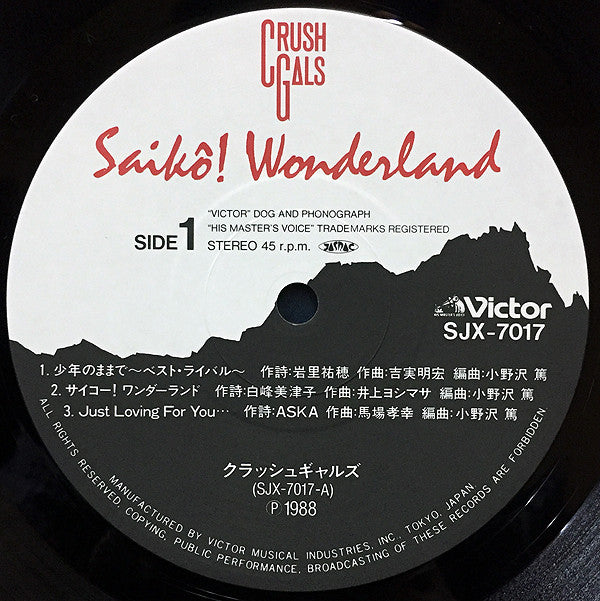 CRUSH
GALS
Saikô! Wonderland
"VICTOR" DOG AND PHONOGRAPH
"HIS MASTER'S VOICE" TRADEMARKS REGISTERED
SIDE 1 STEREO 45 r.p.m. JASRAC
HIS MASTER'S VOICE Victor
SJX-7017
1. 少年のままで〜ベスト・ライバル〜 作詩:岩里祐穂 作曲:吉実明宏 編曲:小野沢 篤
2. サイコー! ワンダーランド 作詩:白峰美津子 作曲:井上ヨシマサ 編曲:小野沢 篤
3. Just Loving For You… 作詩:ASKA 作曲:馬場孝幸 編曲:小野沢 篤
クラッシュギャルズ
(SJX-7017-A)
Ⓟ 1988
ALL RIGHTS RESERVED. COPYING, PUBLIC PERFORMANCE, BROADCASTING OF THESE RECORDS ARE FORBIDDEN
MANUFACTURED BY VICTOR MUSICAL INDUSTRIES, INC., TOKYO, JAPAN